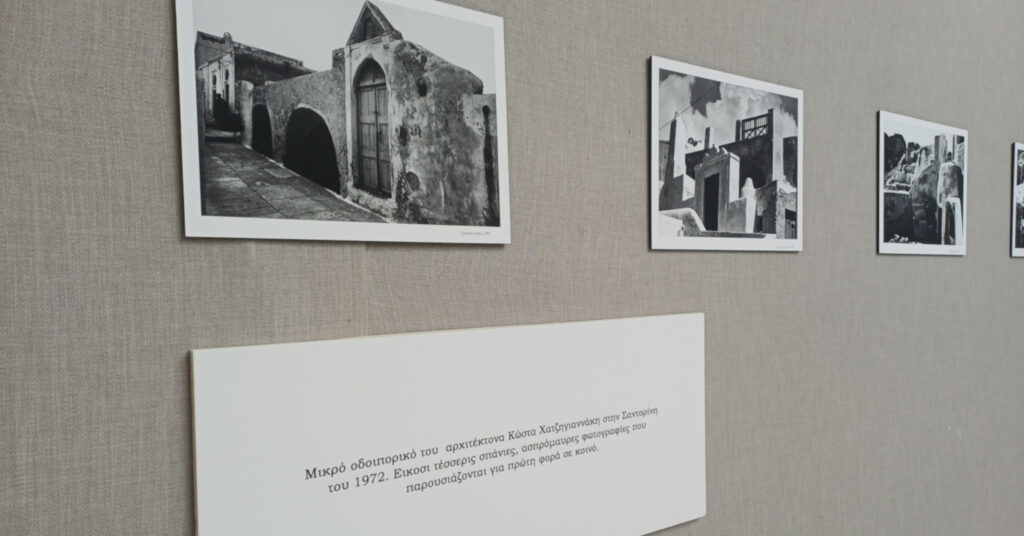 Μικρό οδοιπορικό του αρχιτέκτονα Κώστα Χατζηγιαννάκη στην Σαντορίνη
του 1972. Εικοσι τέσσερις σπάνιες, ασπρόμαυρες φωτογραφίες που
παρουσιάζονται για πρώτη φορά σε κοινό.